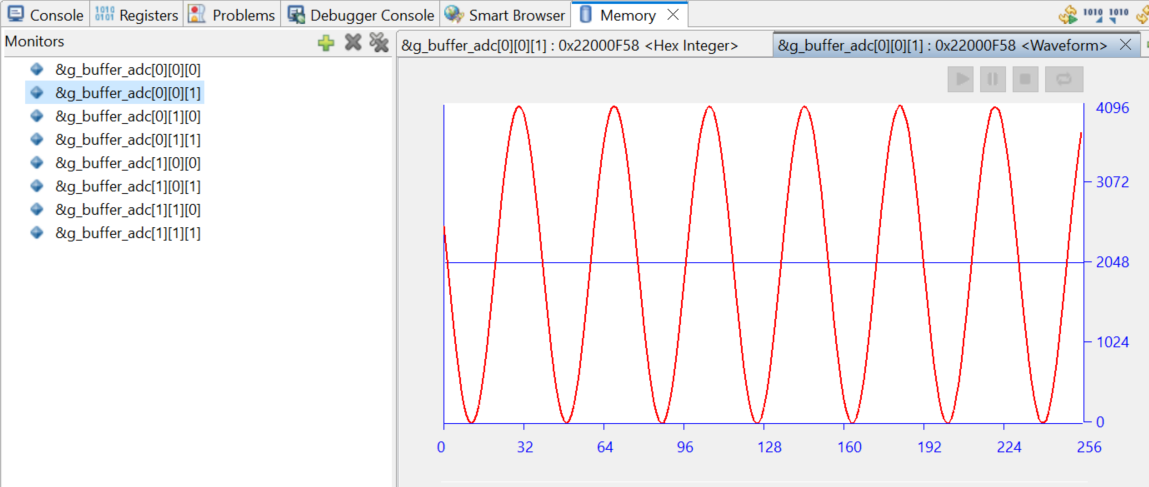 Console Registers Problems Debugger Console Smart Browser Memory
Monitors
&g_buffer_adc[0][0][0]
&g_buffer_adc[0][0][1]
&g_buffer_adc[0][1][0]
&g_buffer_adc[0][1][1]
&g_buffer_adc[1][0][0]
&g_buffer_adc[1][0][1]
&g_buffer_adc[1][1][0]
&g_buffer_adc[1][1][1]
&g_buffer_adc[0][0][1] : 0x22000F58 <Hex Integer> &g_buffer_adc[0][0][1] : 0x22000F58 <Waveform>
4096
3072
2048
1024
0
0 32 64 96 128 160 192 224 256